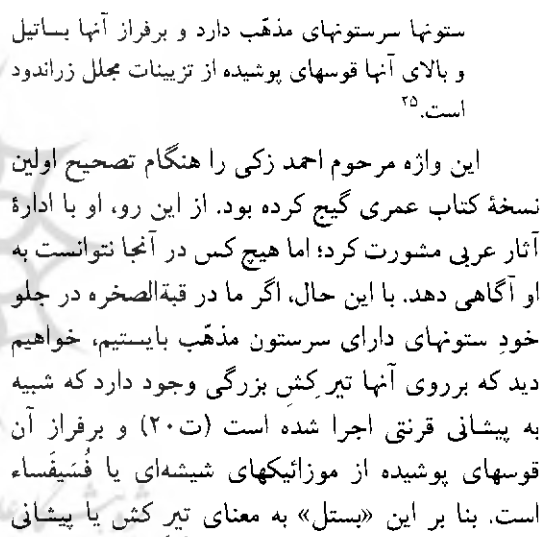 ستونها سرستونهای مذهّب دارد و برفراز آنها بساتیل
و بالای آنها قوسهای پوشیده از تزیینات مجلل زراندود
است.۲۵
این واژه مرحوم احمد زکی را هنگام تصحیح اولین
نسخهٔ کتاب عمری گیج کرده بود. از این رو، او با ادارهٔ
آثار عربی مشورت کرد؛ اما هیچ کس در آنجا نتوانست به
او آگاهی دهد. با این حال، اگر ما در قبةالصخره در جلو
خودِ ستونهای دارای سرستون مذهّب بایستیم، خواهیم
دید که برروی آنها تیرِکشِ بزرگی وجود دارد که شبیه
به پیشانی قرنتی اجرا شده است (ت۲۰) و برفراز آن
قوسهای پوشیده از موزائیکهای شیشه‌ای یا فُسَیفَساء
است. بنا بر این «بستل» به معنای تیر کش یا پیشانی